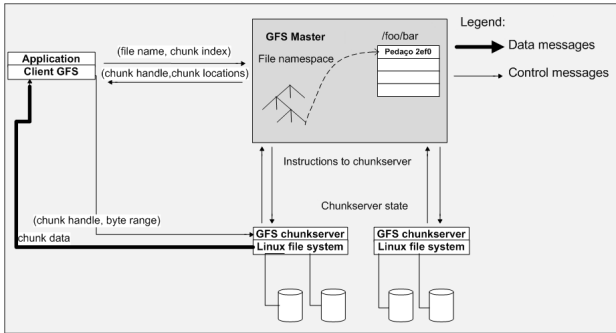 GFS Master
/foo/bar
Legend:
(file name, chunk index)
Pedaço 2ef0
Data messages
Application
Client GFS
File namespace
(chunk handle,chunk locations)
Control messages
Instructions to chunkserver
Chunkserver state
(chunk handle, byte range)
chunk data
GFS chunkserver
Linux file system
GFS chunkserver
Linux file system